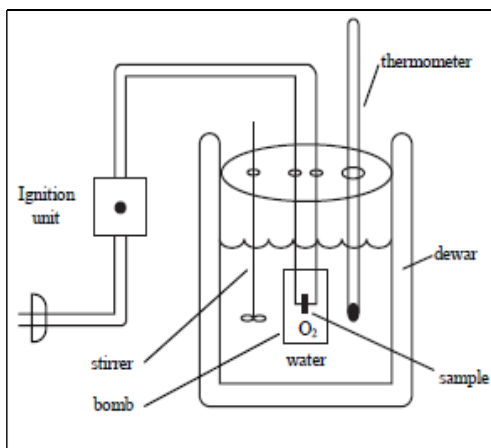 thermometer
Ignition
unit
dewar
O₂
stirrer
water
sample
bomb